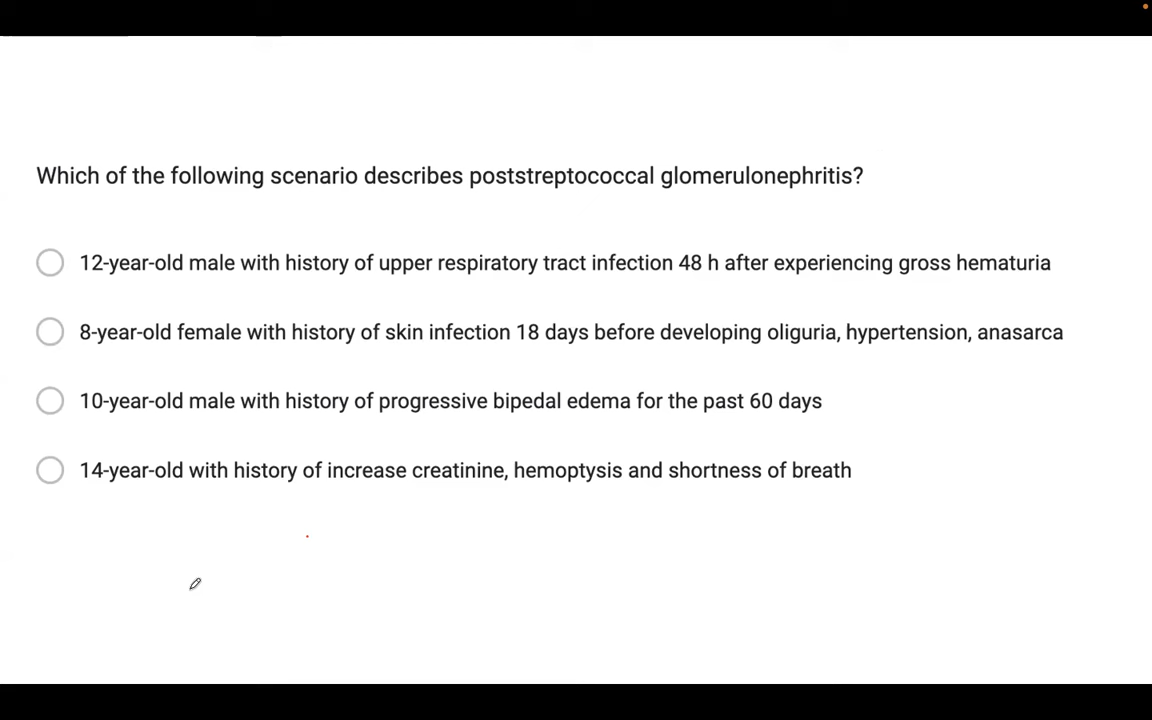 Which of the following scenario describes poststreptococcal glomerulonephritis?
12-year-old male with history of upper respiratory tract infection 48 h after experiencing gross hematuria
8-year-old female with history of skin infection 18 days before developing oliguria, hypertension, anasarca
10-year-old male with history of progressive bipedal edema for the past 60 days
14-year-old with history of increase creatinine, hemoptysis and shortness of breath